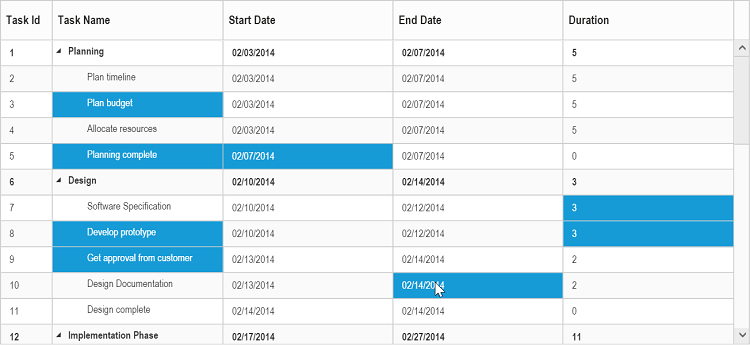 Task Id Task Name Start Date End Date Duration
1 Planning 02/03/2014 02/07/2014 5
2 Plan timeline 02/03/2014 02/07/2014 5
3 Plan budget 02/03/2014 02/07/2014 5
4 Allocate resources 02/03/2014 02/07/2014 5
5 Planning complete 02/07/2014 02/07/2014 0
6 Design 02/10/2014 02/14/2014 3
7 Software Specification 02/10/2014 02/12/2014 3
8 Develop prototype 02/10/2014 02/12/2014 3
9 Get approval from customer 02/13/2014 02/14/2014 2
10 Design Documentation 02/13/2014 02/14/2014 2
11 Design complete 02/14/2014 02/14/2014 0
12 Implementation Phase 02/17/2014 02/27/2014 11